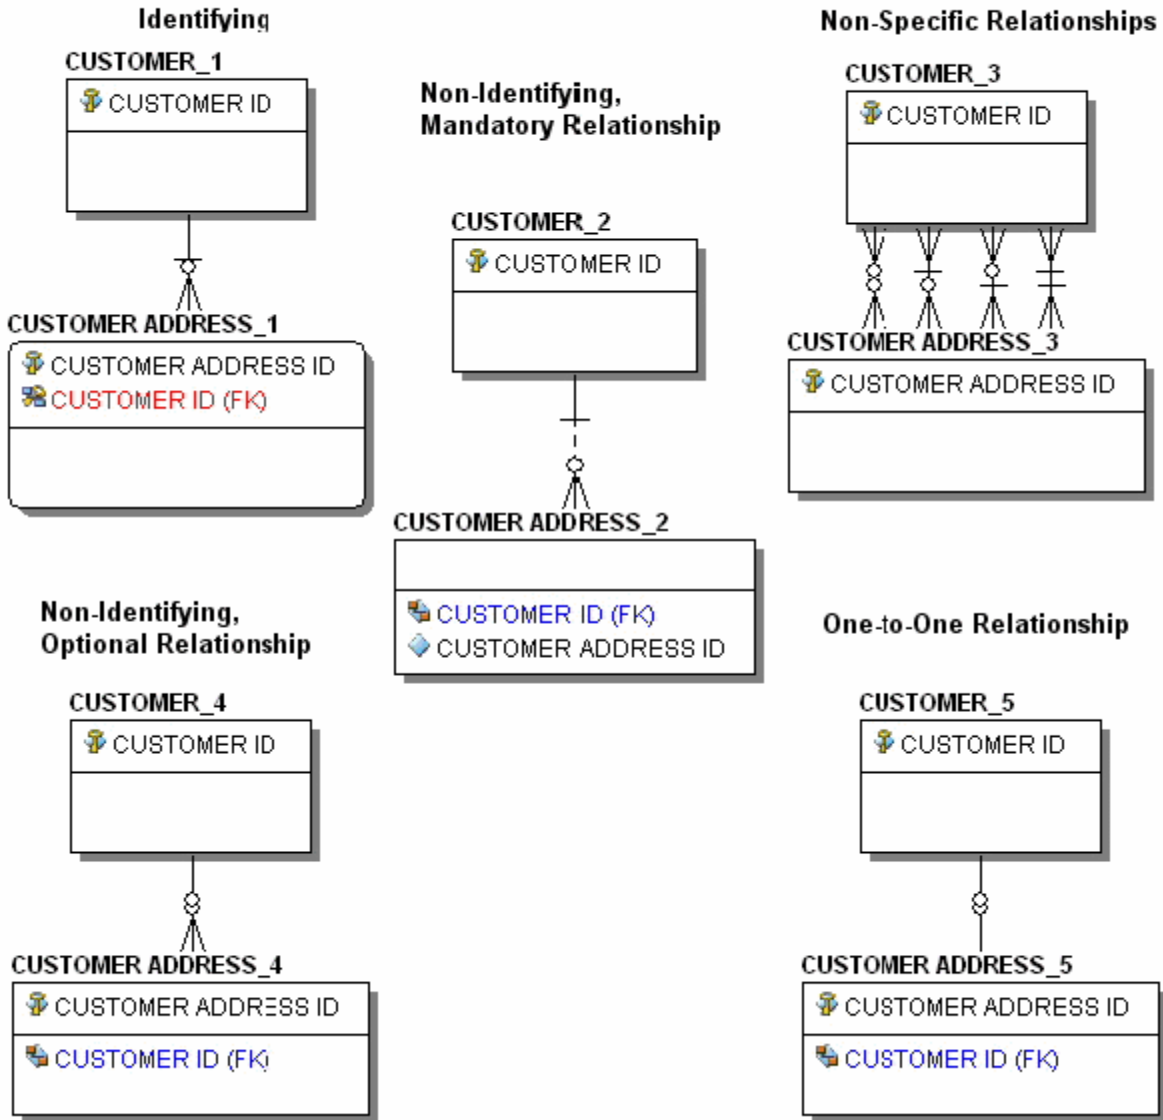 Identifying
CUSTOMER_1
CUSTOMER ID
CUSTOMER ADDRESS_1
CUSTOMER ADDRESS ID
CUSTOMER ID (FK)
Non-Identifying,
Mandatory Relationship
CUSTOMER_2
CUSTOMER ID
CUSTOMER ADDRESS_2
CUSTOMER ID (FK)
CUSTOMER ADDRESS ID
Non-Specific Relationships
CUSTOMER_3
CUSTOMER ID
CUSTOMER ADDRESS_3
CUSTOMER ADDRESS ID
Non-Identifying,
Optional Relationship
CUSTOMER_4
CUSTOMER ID
CUSTOMER ADDRESS_4
CUSTOMER ADDRESS ID
CUSTOMER ID (FK)
One-to-One Relationship
CUSTOMER_5
CUSTOMER ID
CUSTOMER ADDRESS_5
CUSTOMER ADDRESS ID
CUSTOMER ID (FK)